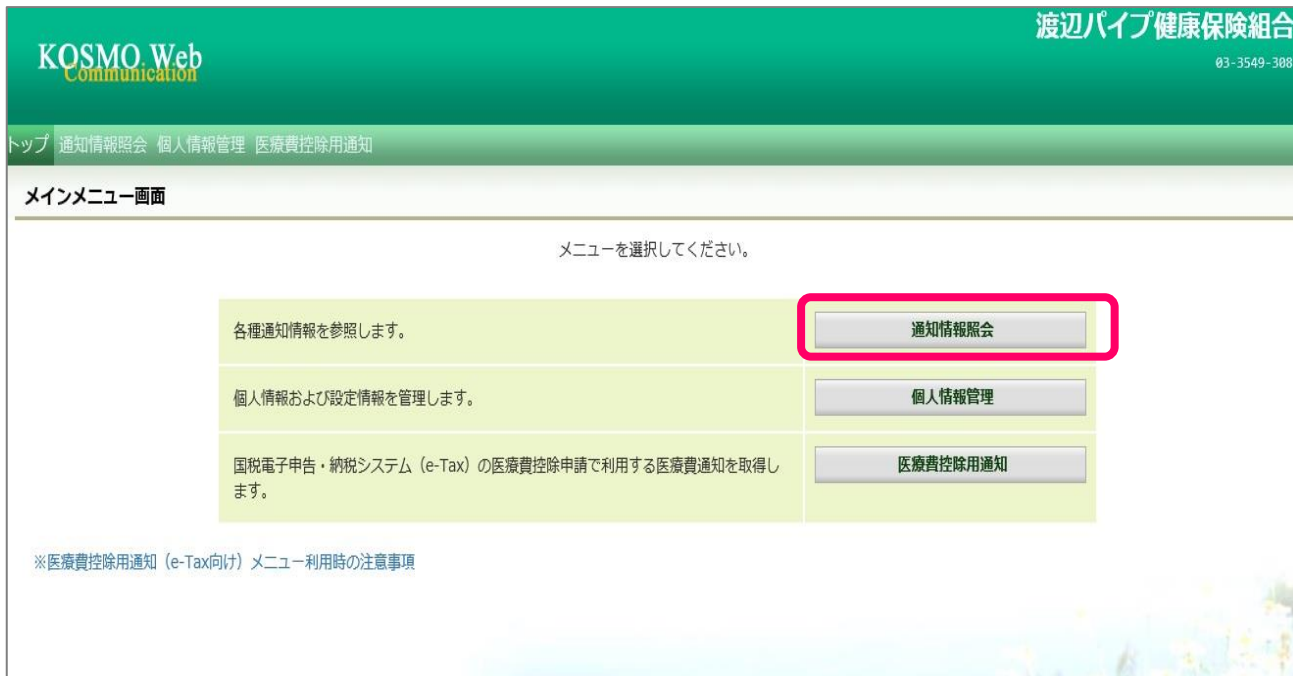 渡辺パイプ健康保険組合
KOSMO Web
Communication
03-3549-308
トップ 通知情報照会 個人情報管理 医療費控除用通知
メインメニュー画面
メニューを選択してください。
各種通知情報を参照します。
通知情報照会
個人情報および設定情報を管理します。
個人情報管理
国税電子申告・納税システム（e-Tax）の医療費控除申請で利用する医療費通知を取得し
ます。
医療費控除用通知
※医療費控除用通知（e-Tax向け）メニュー利用時の注意事項